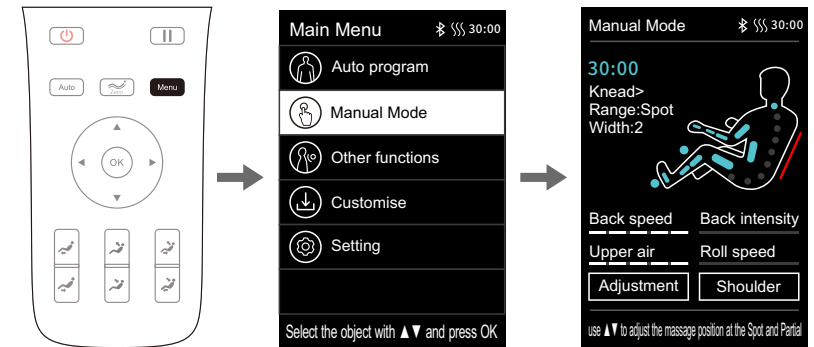 Auto
Zero
Menu
OK
Main Menu 30:00
Auto program
Manual Mode
Other functions
Customise
Setting
Select the object with ▲▼ and press OK
Manual Mode 30:00
30:00
Knead>
Range:Spot
Width:2
Back speed Back intensity
Upper air Roll speed
Adjustment Shoulder
use ▲▼ to adjust the massage position at the Spot and Partial